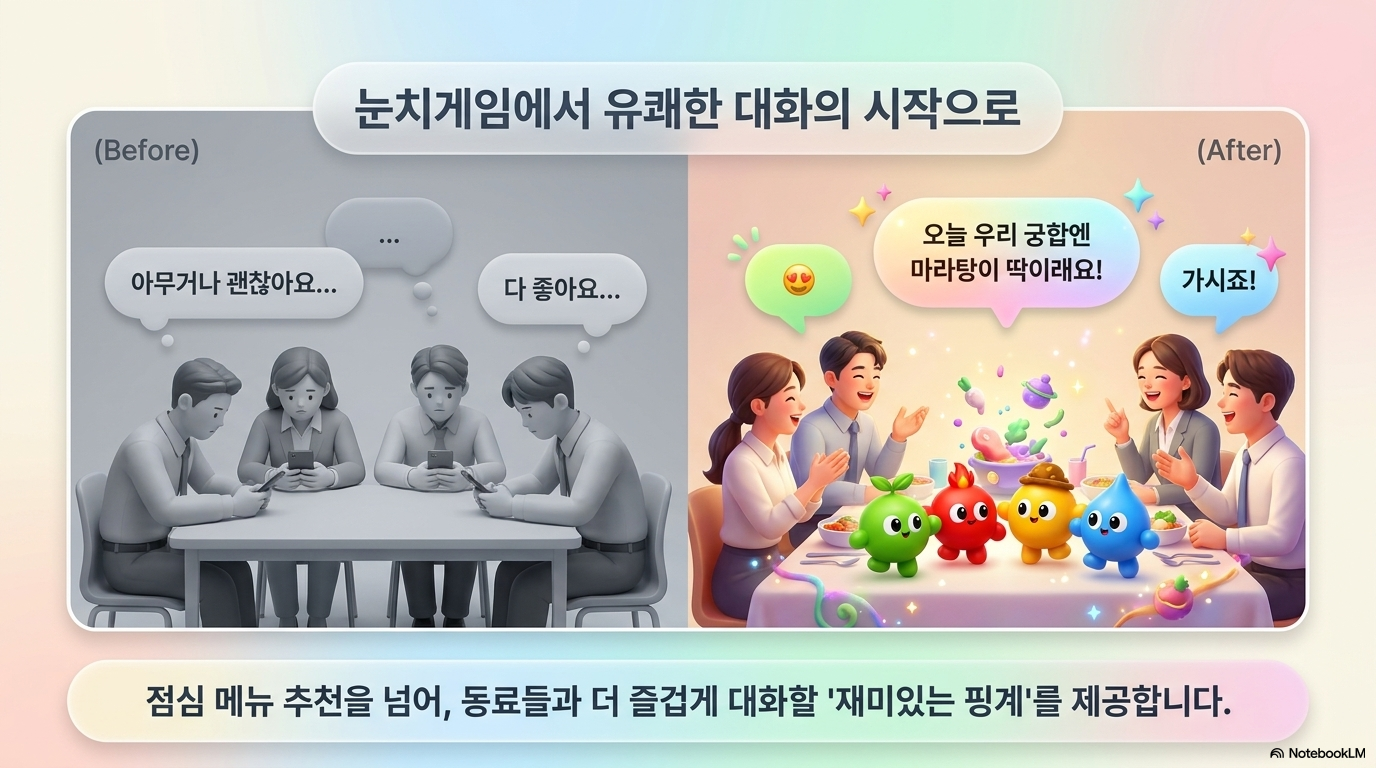 눈치게임에서 유쾌한 대화의 시작으로
(Before)
...
아무거나 괜찮아요...
다 좋아요...
(After)
오늘 우리 궁합엔
마라탕이 딱이래요!
가시죠!
점심 메뉴 추천을 넘어, 동료들과 더 즐겁게 대화할 '재미있는 핑계'를 제공합니다.
NotebookLM